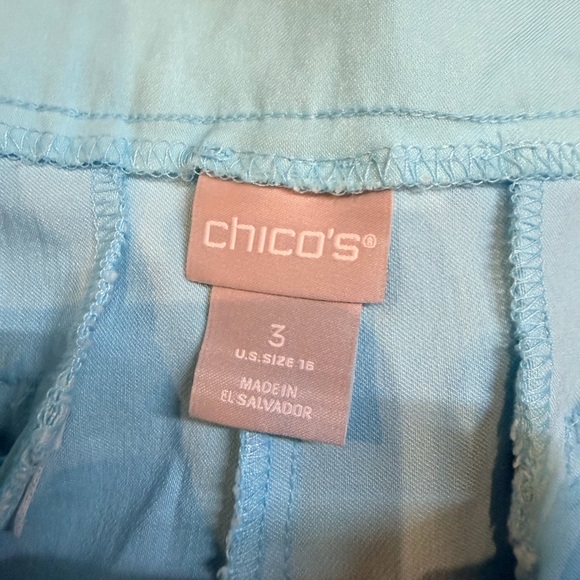 chico's®
3
U.S. SIZE 16
MADE IN
EL SALVADOR